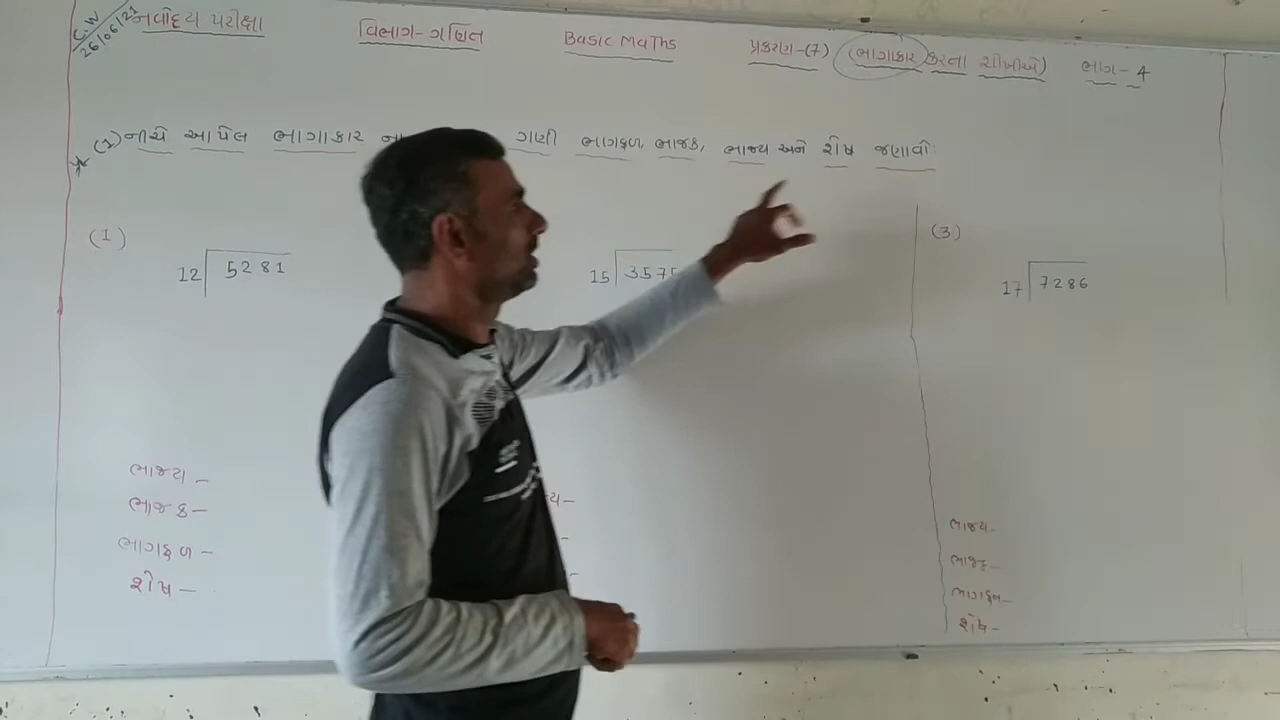 C.W
26/06/21
નવોદય પરીક્ષા વિભાગ-ગણિત Basic Maths પ્રકરણ-(7) (ભાગાકાર કરતા શીખીએ) ભાગ-4
* (1) નીચે આપેલ ભાગાકાર ના ગણી ભાગફળ, ભાજક, ભાજ્ય અને શેષ જણાવો:
(1) (3)
12 5281 15 3575 17 7286
ભાજ્ય -
ભાજક -
ભાગફળ -
શેષ -
ભાજ્ય -
ભાજક -
ભાગફળ -
શેષ -